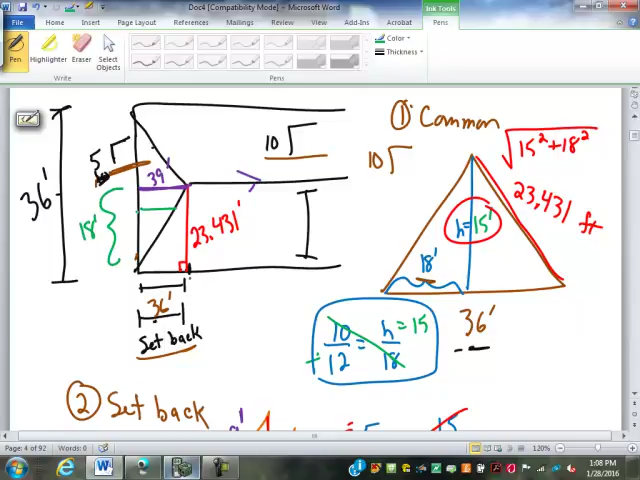 Doc4 [Compatibility Mode] - Microsoft Word
Ink Tools
File
Home
Insert
Page Layout
References
Mailings
Review
View
Add-Ins
Acrobat
Pens
Pen
Highlighter
Eraser
Select
Objects
Color
Thickness
Write
Pens
① Common
10
√15² + 18²
10
5
39'
36'
18'
23.431'
23.431
ft
h=15'
18'
36'
Set back
10/12 = h/18 = 15
36'
② Set back
Page: 4 of 92
Words: 0
120%
1:08 PM
1/28/2016